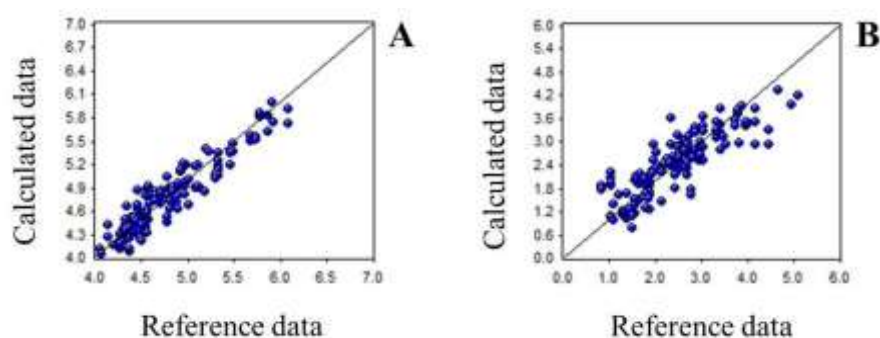 A
Calculated data
7.0
6.7
6.4
6.1
5.8
5.5
5.2
4.9
4.6
4.3
4.0
4.0 4.5 5.0 5.5 6.0 7.0
Reference data
B
Calculated data
6.0
5.4
4.8
4.2
3.6
3.0
2.4
1.8
1.2
0.6
0.0
0.0 1.0 2.0 3.0 4.0 5.0 6.0
Reference data